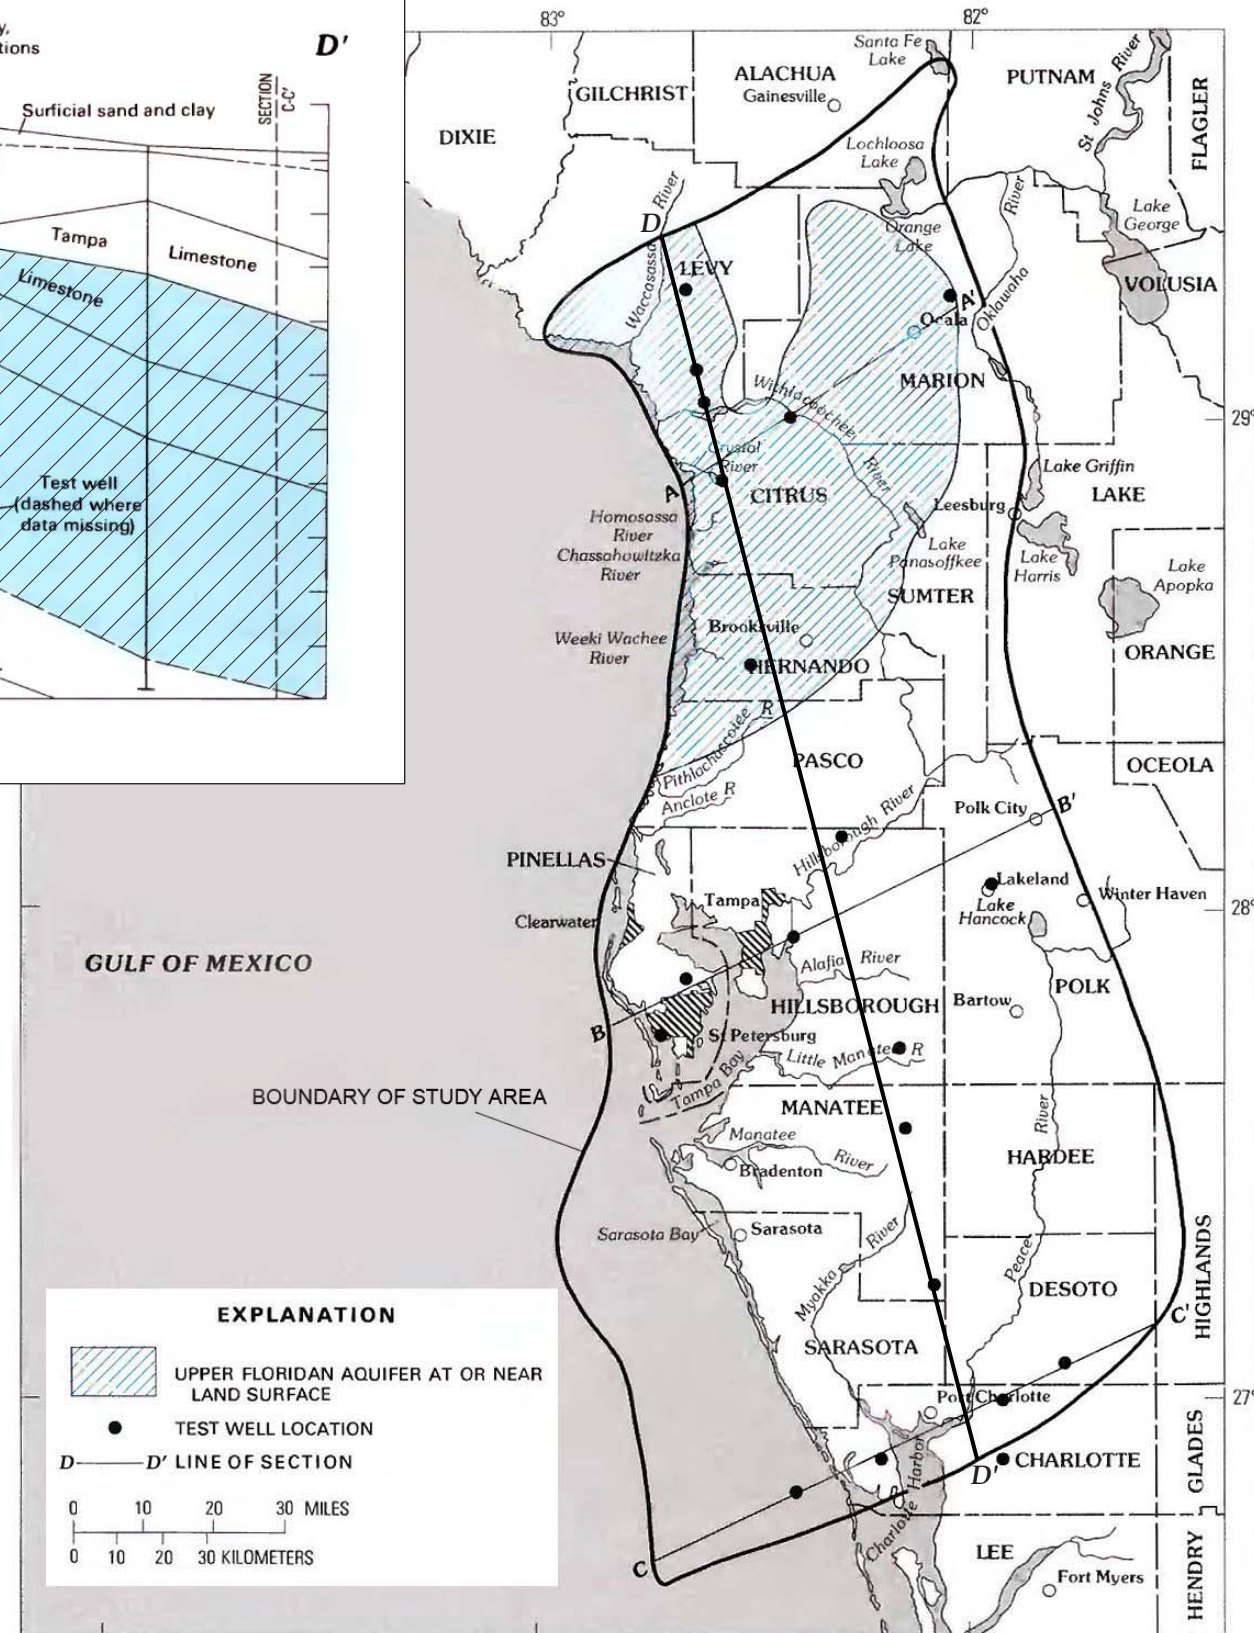 y,
tions
D'
SECTION
C-C'
Surficial sand and clay
Tampa
Limestone
Limestone
Test well
(dashed where
data missing)
83°
82°
Santa Fe
Lake
ALACHUA
Gainesville
PUTNAM
St Johns River
FLAGLER
GILCHRIST
DIXIE
Lochloosa
Lake
River
River
D
Orange
Lake
Lake
George
LEVY
Waccasassa
VOLUSIA
A'
Oklawaha
Ocala
MARION
Withlacoochee
29°
Crystal
River
River
Lake Griffin
A
CITRUS
LAKE
Leesburg
Homosassa
River
Chassahowitzka
River
Lake
Panasoffkee
Lake
Harris
Lake
Apopka
SUMTER
Brooksville
Weeki Wachee
River
HERNANDO
ORANGE
R
Pithlachascotee
PASCO
OCEOLA
Anclote R
Polk City
B'
Hillsborough River
PINELLAS
Lakeland
Tampa
Winter Haven
Lake
Hancock
28°
Clearwater
GULF OF MEXICO
Alafia River
POLK
HILLSBOROUGH
Bartow
B
St Petersburg
Little Manatee R
Tampa Bay
BOUNDARY OF STUDY AREA
MANATEE
River
Manatee
River
HARDEE
Bradenton
Sarasota
Sarasota Bay
River
Peace
HIGHLANDS
Myakka
DESOTO
C'
SARASOTA
27°
Port Charlotte
Harbor
GLADES
D'
CHARLOTTE
Charlotte
C
LEE
Fort Myers
HENDRY
EXPLANATION
UPPER FLORIDAN AQUIFER AT OR NEAR
LAND SURFACE
TEST WELL LOCATION
D D' LINE OF SECTION
0 10 20 30 MILES
0 10 20 30 KILOMETERS